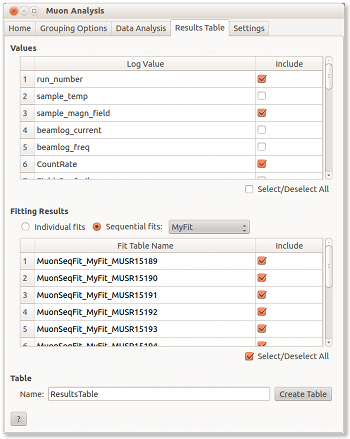 Muon Analysis
Home Grouping Options Data Analysis Results Table Settings
Values
Log Value Include
1 run_number
2 sample_temp
3 sample_magn_field
4 beamlog_current
5 beamlog_freq
6 CountRate
Select/Deselect All
Fitting Results
Individual fits Sequential fits: MyFit
Fit Table Name Include
1 MuonSeqFit_MyFit_MUSR15189
2 MuonSeqFit_MyFit_MUSR15190
3 MuonSeqFit_MyFit_MUSR15191
4 MuonSeqFit_MyFit_MUSR15192
5 MuonSeqFit_MyFit_MUSR15193
6 MuonSeqFit_MyFit_MUSR15194
Select/Deselect All
Table
Name: ResultsTable Create Table
?